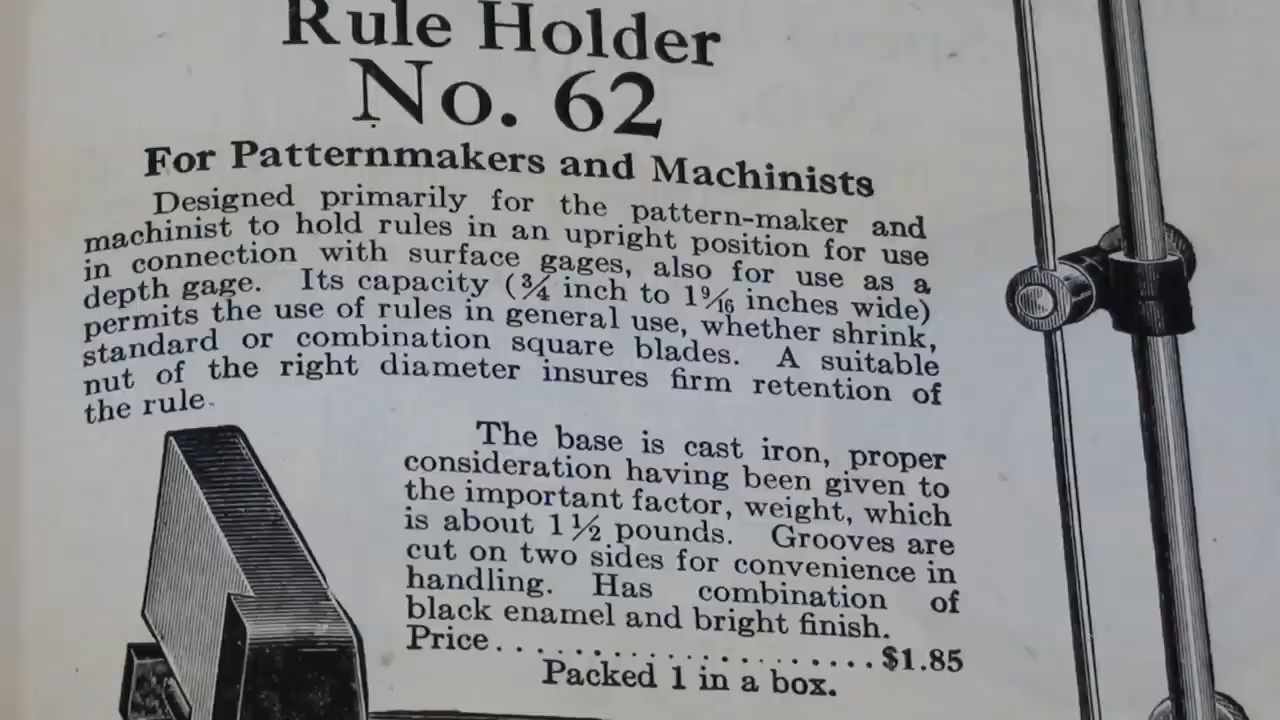 Rule Holder
No. 62
For Patternmakers and Machinists
Designed primarily for the pattern-maker and
machinist to hold rules in an upright position for use
in connection with surface gages, also for use as a
depth gage. Its capacity (¾ inch to 1 9/16 inches wide)
permits the use of rules in general use, whether shrink,
standard or combination square blades. A suitable
nut of the right diameter insures firm retention of
the rule.
The base is cast iron, proper
consideration having been given to
the important factor, weight, which
is about 1½ pounds. Grooves are
cut on two sides for convenience in
handling. Has combination of
black enamel and bright finish.
Price......................$1.85
Packed 1 in a box.